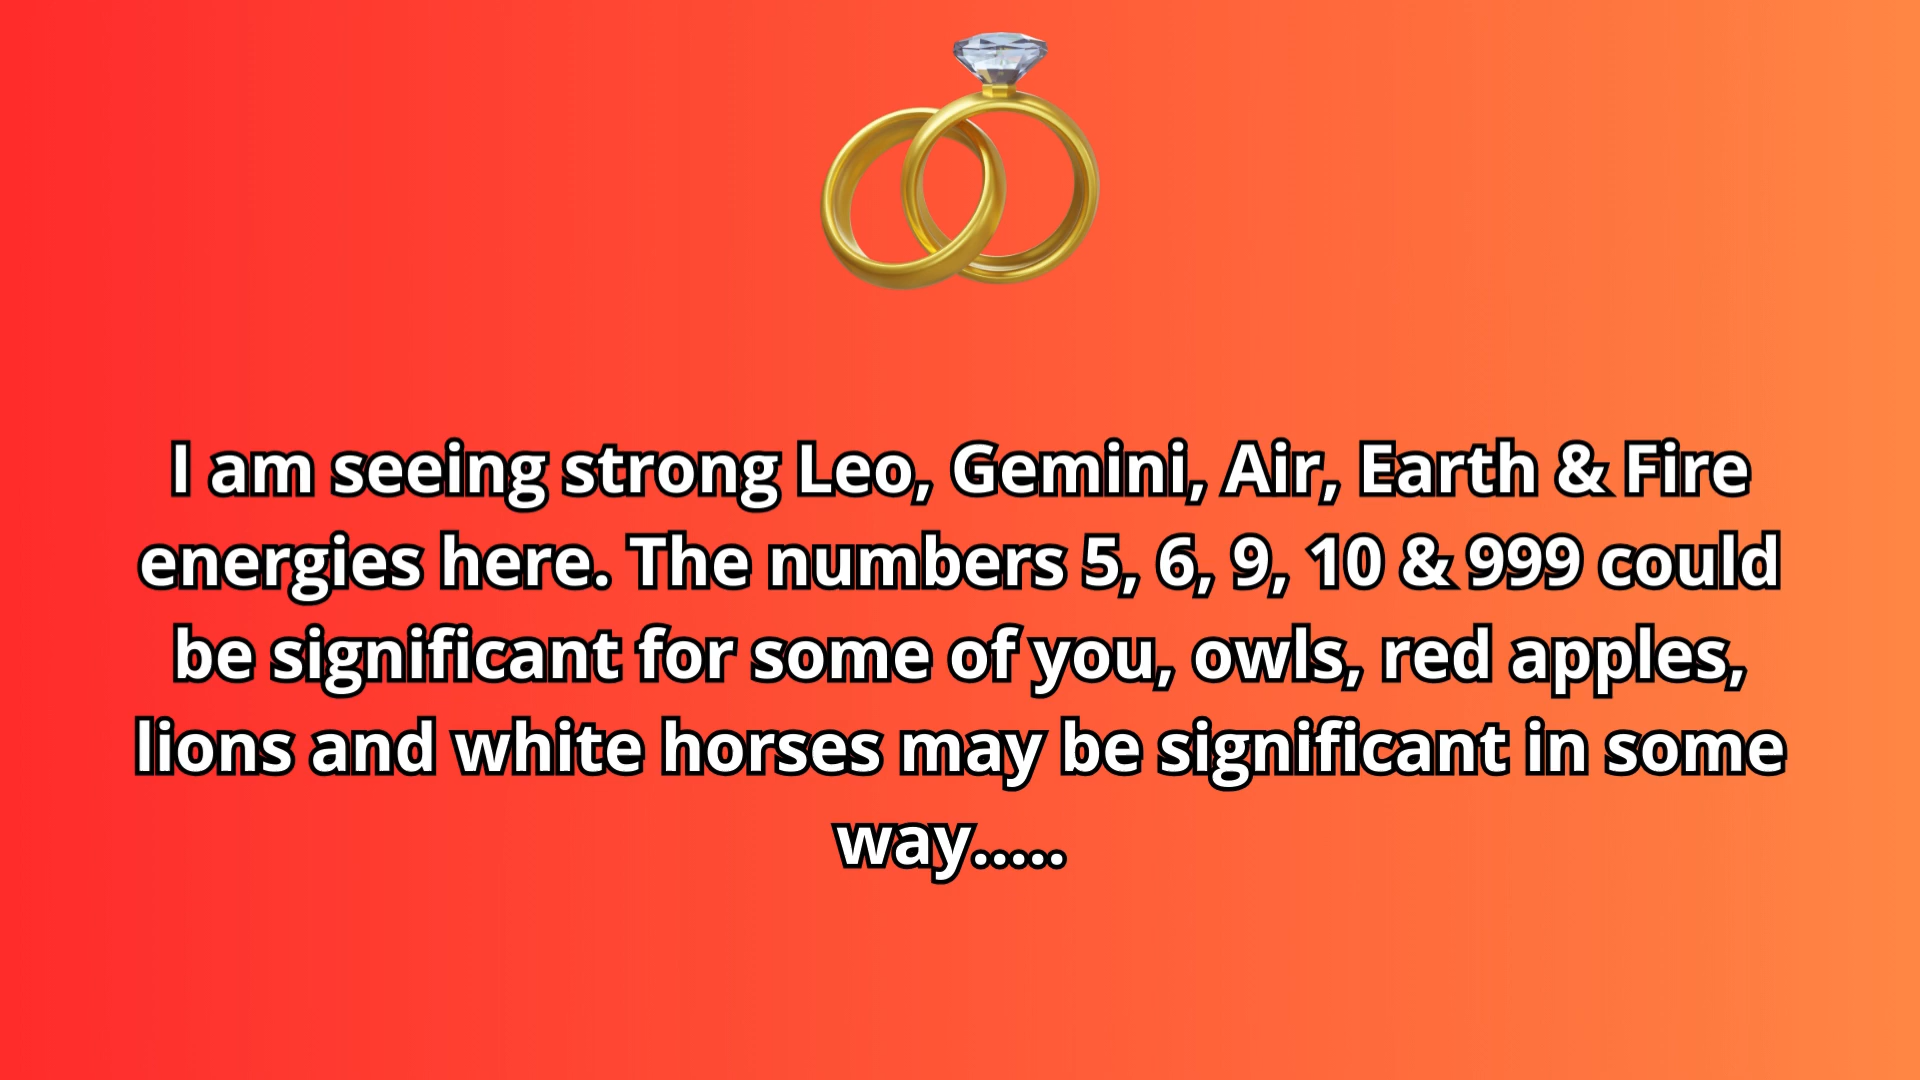 I am seeing strong Leo, Gemini, Air, Earth & Fire
energies here. The numbers 5, 6, 9, 10 & 999 could
be significant for some of you, owls, red apples,
lions and white horses may be significant in some
way.....